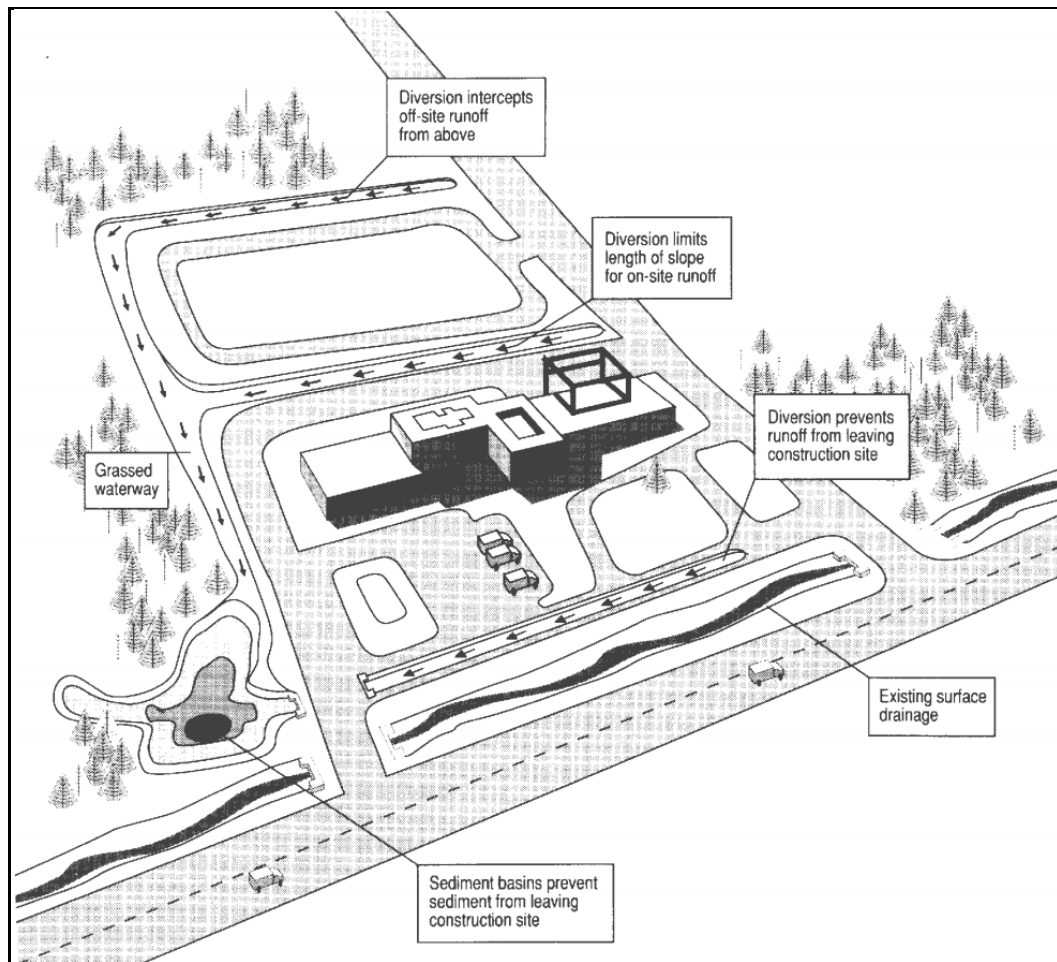 Diversion intercepts
off-site runoff
from above
Diversion limits
length of slope
for on-site runoff
Diversion prevents
runoff from leaving
construction site
Grassed
waterway
Existing surface
drainage
Sediment basins prevent
sediment from leaving
construction site